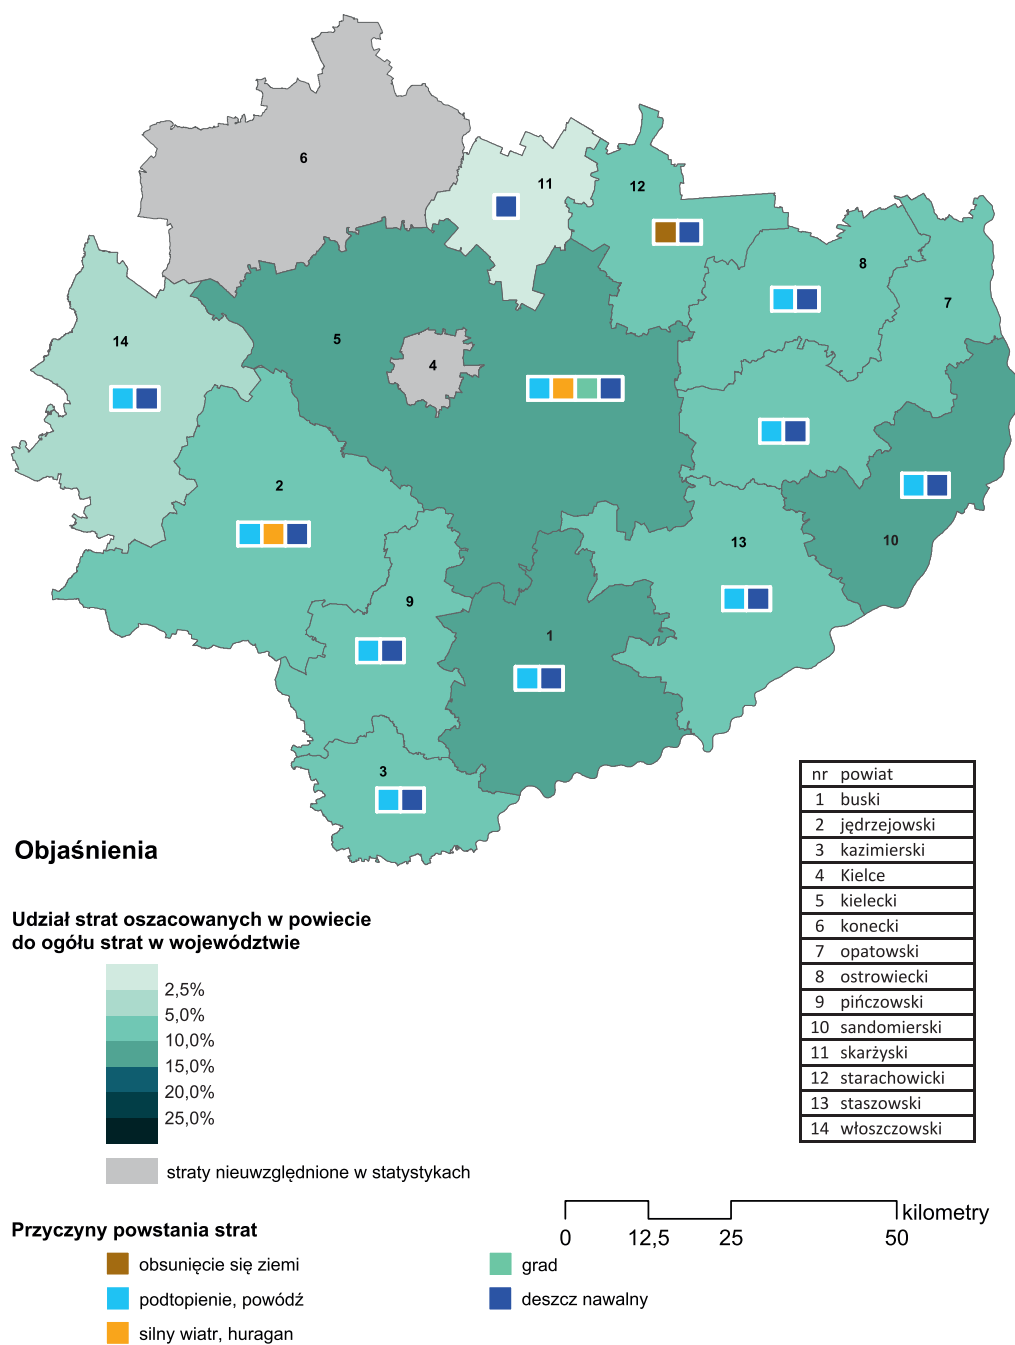 6
11
12
8
7
14
5
4
2
10
13
9
1
3
nr powiat
1 buski
2 jędrzejowski
3 kazimierski
4 Kielce
5 kielecki
6 konecki
7 opatowski
8 ostrowiecki
9 pińczowski
10 sandomierski
11 skarżyski
12 starachowicki
13 staszowski
14 włoszczowski
Objaśnienia
Udział strat oszacowanych w powiecie
do ogółu strat w województwie
2,5%
5,0%
10,0%
15,0%
20,0%
25,0%
straty nieuwzględnione w statystykach
kilometry
0 12,5 25 50
Przyczyny powstania strat
obsunięcie się ziemi
podtopienie, powódź
silny wiatr, huragan
grad
deszcz nawalny